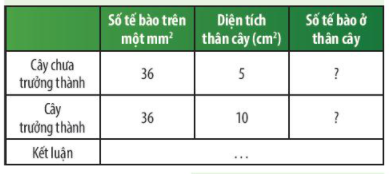 Số tế bào trên
một mm²
Diện tích
thân cây (cm²)
Số tế bào ở
thân cây
Cây chưa
trưởng thành
36
5
?
Cây
trưởng thành
36
10
?
Kết luận
...